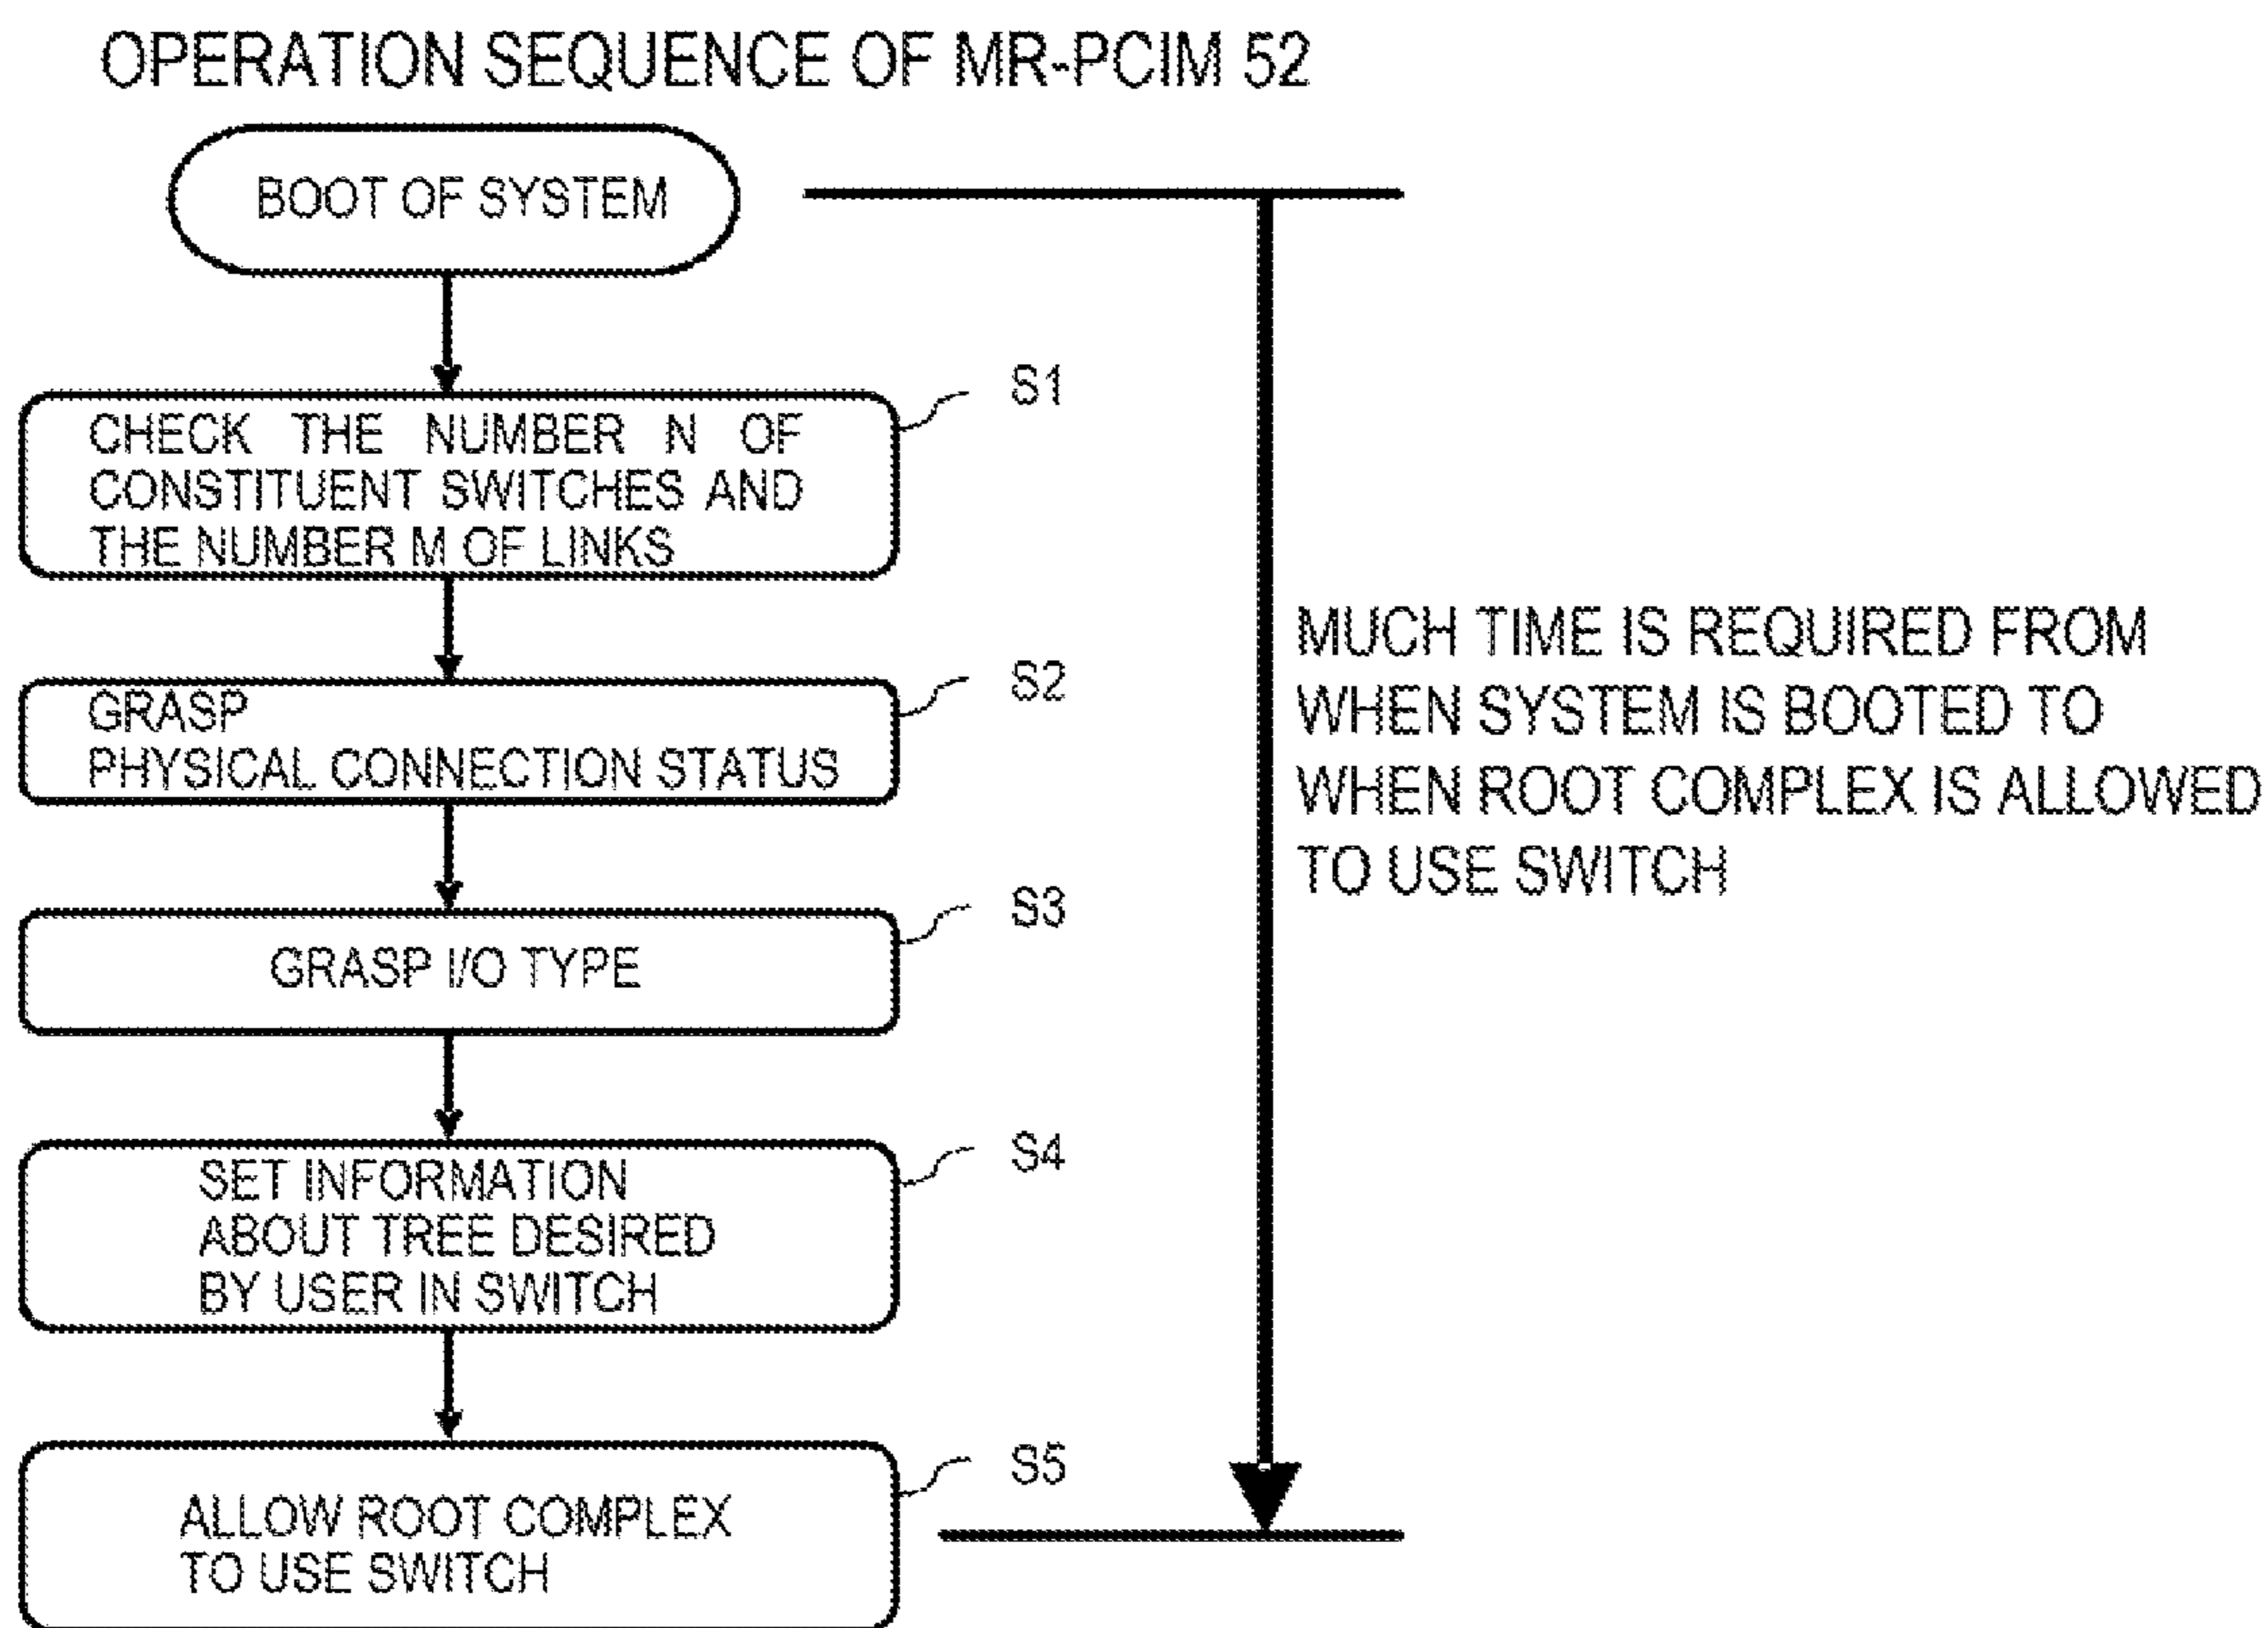 OPERATION SEQUENCE OF MR-PCIM 52
BOOT OF SYSTEM
S1
CHECK THE NUMBER N OF
CONSTITUENT SWITCHES AND
THE NUMBER M OF LINKS
S2
GRASP
PHYSICAL CONNECTION STATUS
S3
GRASP I/O TYPE
S4
SET INFORMATION
ABOUT TREE DESIRED
BY USER IN SWITCH
S5
ALLOW ROOT COMPLEX
TO USE SWITCH
MUCH TIME IS REQUIRED FROM
WHEN SYSTEM IS BOOTED TO
WHEN ROOT COMPLEX IS ALLOWED
TO USE SWITCH